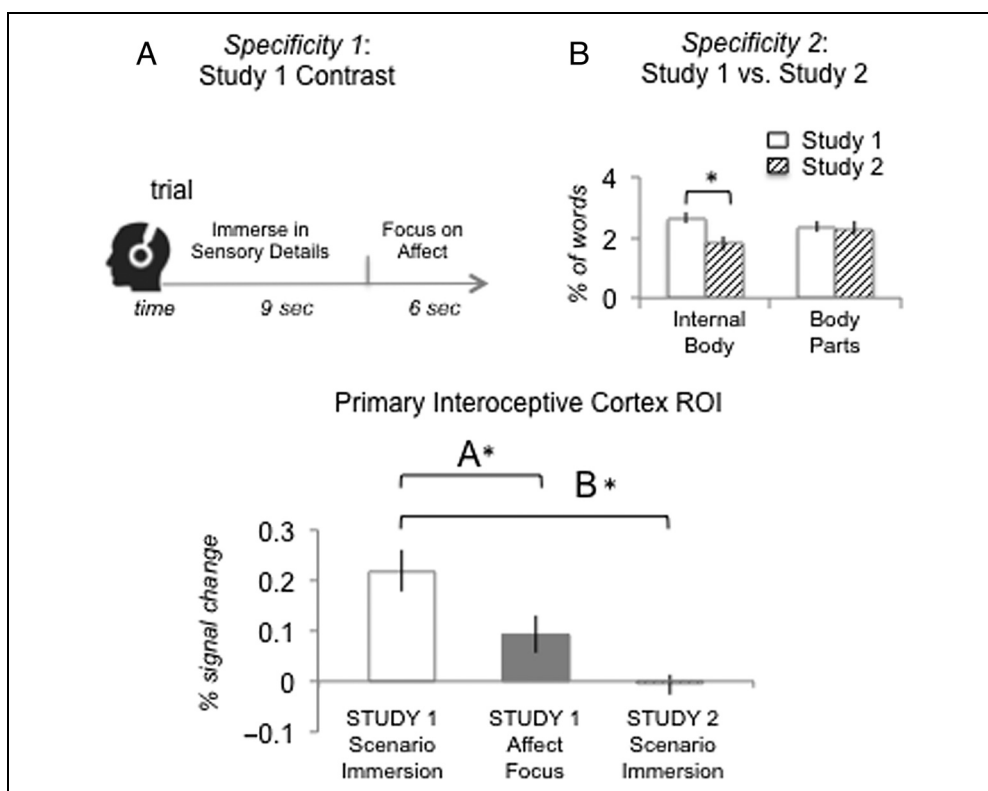 A
Specificity 1:
Study 1 Contrast
trial
Immerse in
Sensory Details
Focus on
Affect
time
9 sec
6 sec
B
Specificity 2:
Study 1 vs. Study 2
Study 1
Study 2
% of words
4
2
0
*
Internal
Body
Body
Parts
Primary Interoceptive Cortex ROI
A*
B*
% signal change
0.3
0.2
0.1
0
−0.1
STUDY 1
Scenario
Immersion
STUDY 1
Affect
Focus
STUDY 2
Scenario
Immersion